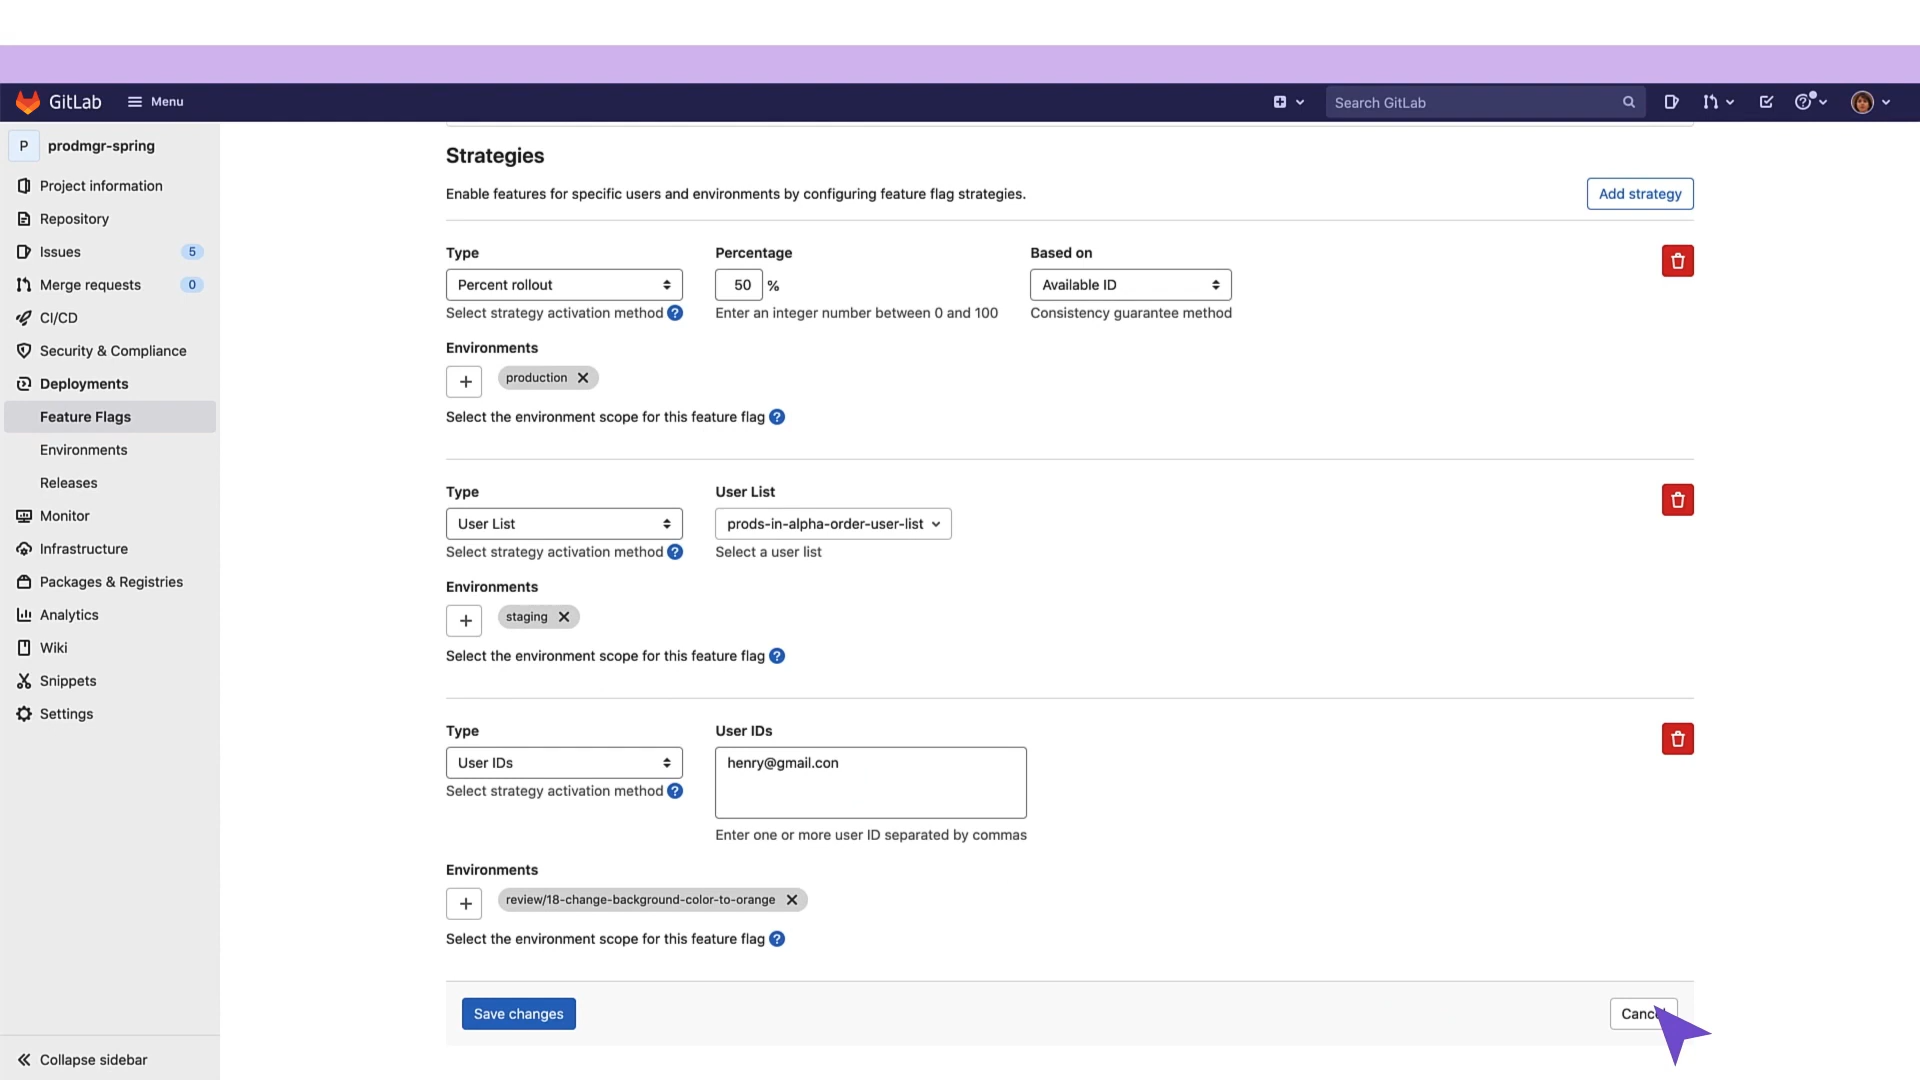 GitLab Menu Search GitLab
P prodmgr-spring
Project information
Repository
Issues 5
Merge requests 0
CI/CD
Security & Compliance
Deployments
Feature Flags
Environments
Releases
Monitor
Infrastructure
Packages & Registries
Analytics
Wiki
Snippets
Settings
Collapse sidebar
Strategies
Enable features for specific users and environments by configuring feature flag strategies.
Add strategy
Type Percentage Based on
Percent rollout 50 % Available ID
Select strategy activation method ? Enter an integer number between 0 and 100 Consistency guarantee method
Environments
+ production
Select the environment scope for this feature flag ?
Type User List
User List prods-in-alpha-order-user-list
Select strategy activation method ? Select a user list
Environments
+ staging
Select the environment scope for this feature flag ?
Type User IDs
User IDs henry@gmail.con
Select strategy activation method ?
Enter one or more user ID separated by commas
Environments
+ review/18-change-background-color-to-orange
Select the environment scope for this feature flag ?
Save changes Cancel